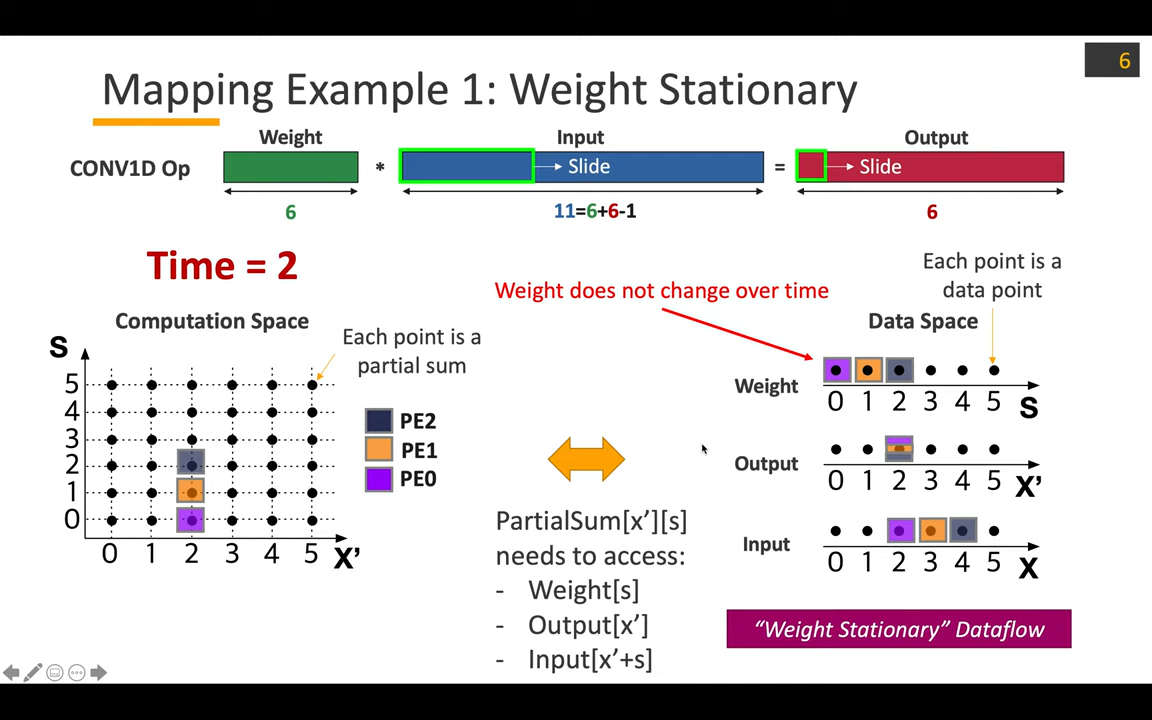 6
Mapping Example 1: Weight Stationary
Weight
Input
Output
CONV1D Op
*
Slide
=
Slide
6
11=6+6-1
6
Time = 2
Weight does not change over time
Each point is a
data point
Computation Space
Each point is a
partial sum
Data Space
S
5
4
3
2
1
0
0 1 2 3 4 5 X’
PE2
PE1
PE0
Weight
0 1 2 3 4 5 S
Output
0 1 2 3 4 5 X’
Input
0 1 2 3 4 5 X
PartialSum[x’][s]
needs to access:
- Weight[s]
- Output[x’]
- Input[x’+s]
“Weight Stationary” Dataflow